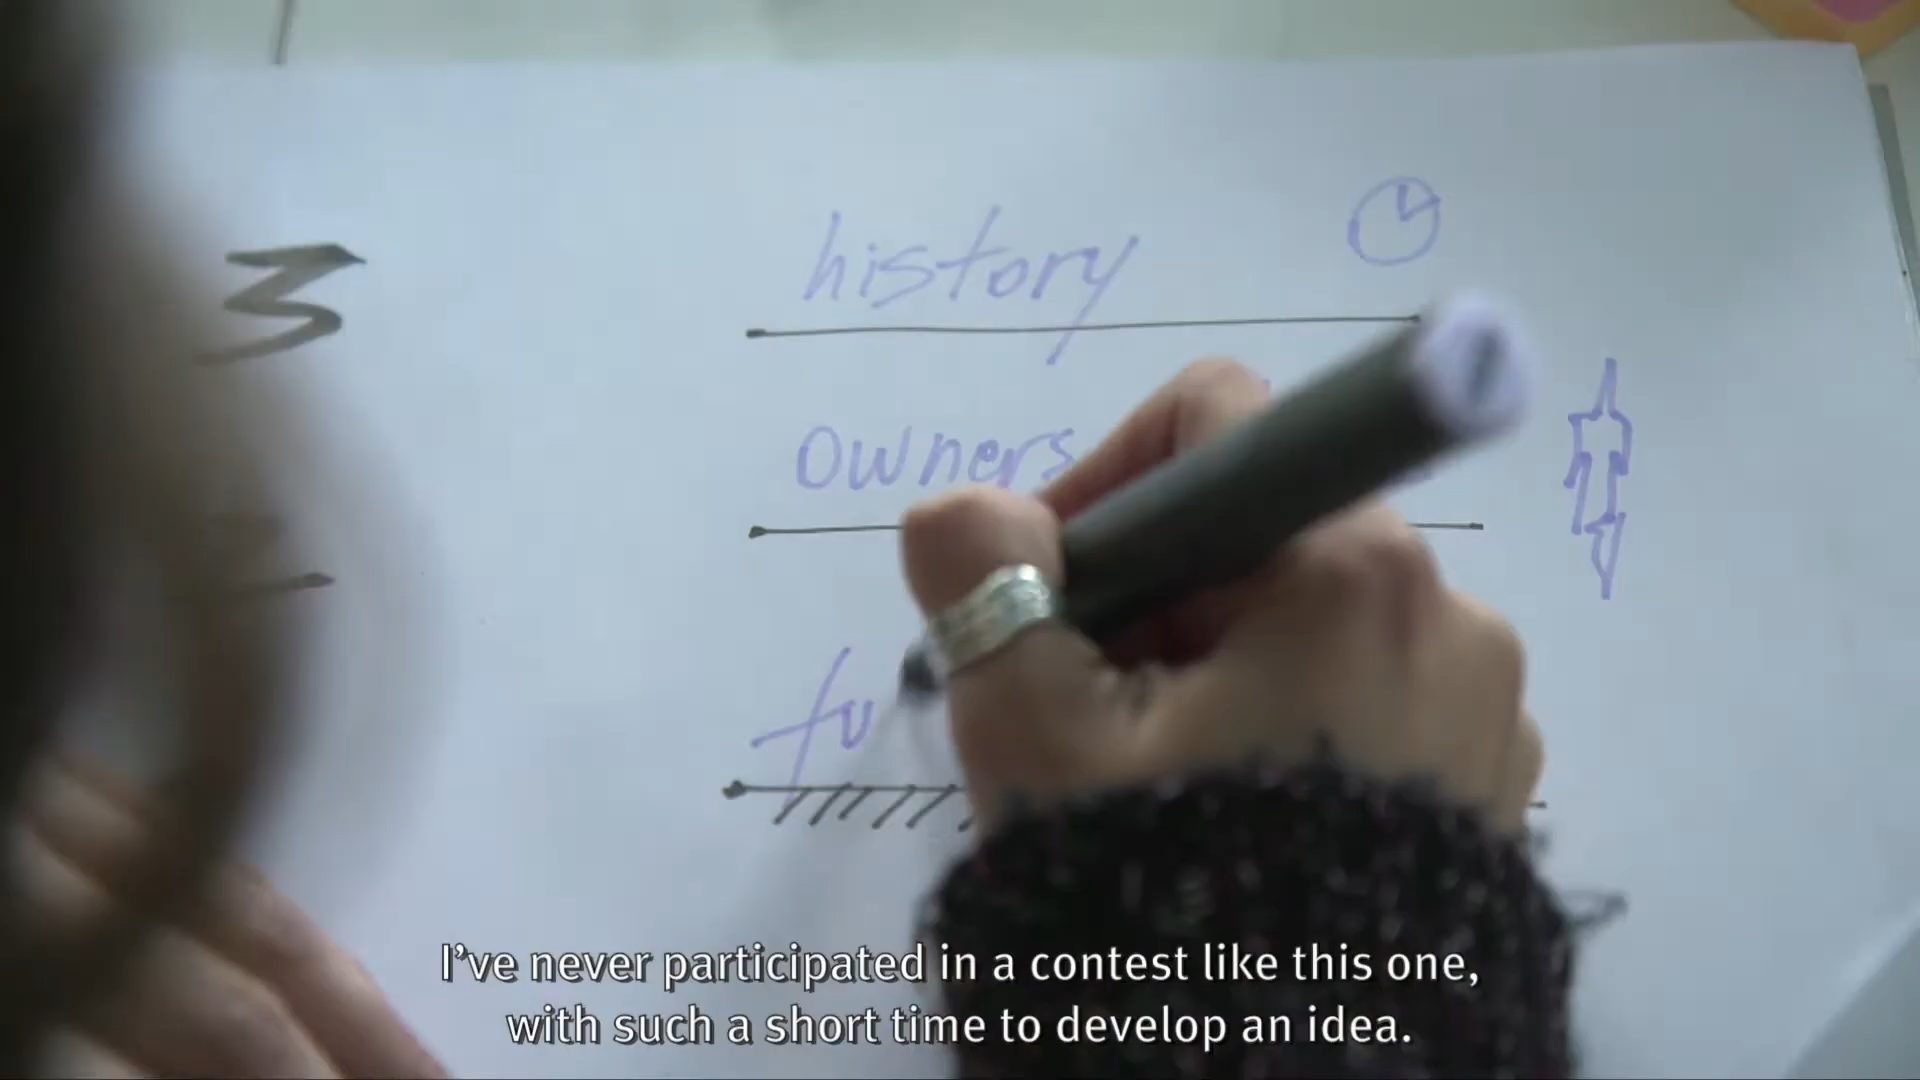 3
history
owners
fu
I've never participated in a contest like this one,
with such a short time to develop an idea.